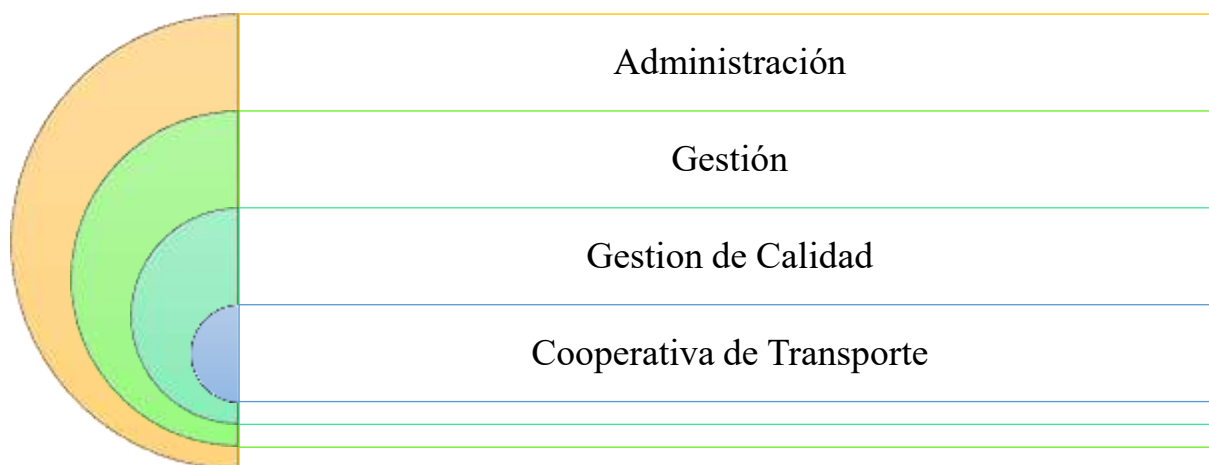 Administración
Gestión
Gestion de Calidad
Cooperativa de Transporte